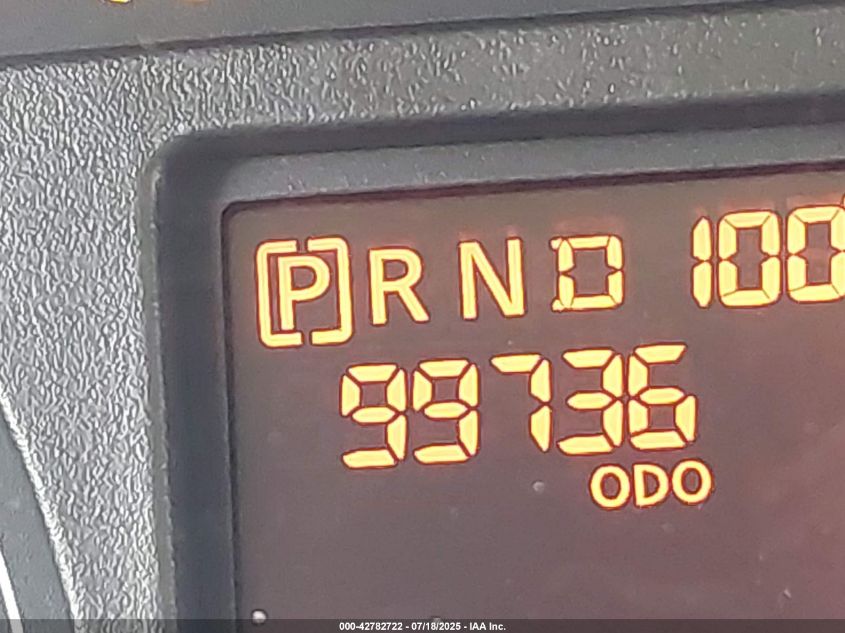 [P] R N D 100
99736
ODO
000-42782722 - 07/18/2025 - IAA Inc.